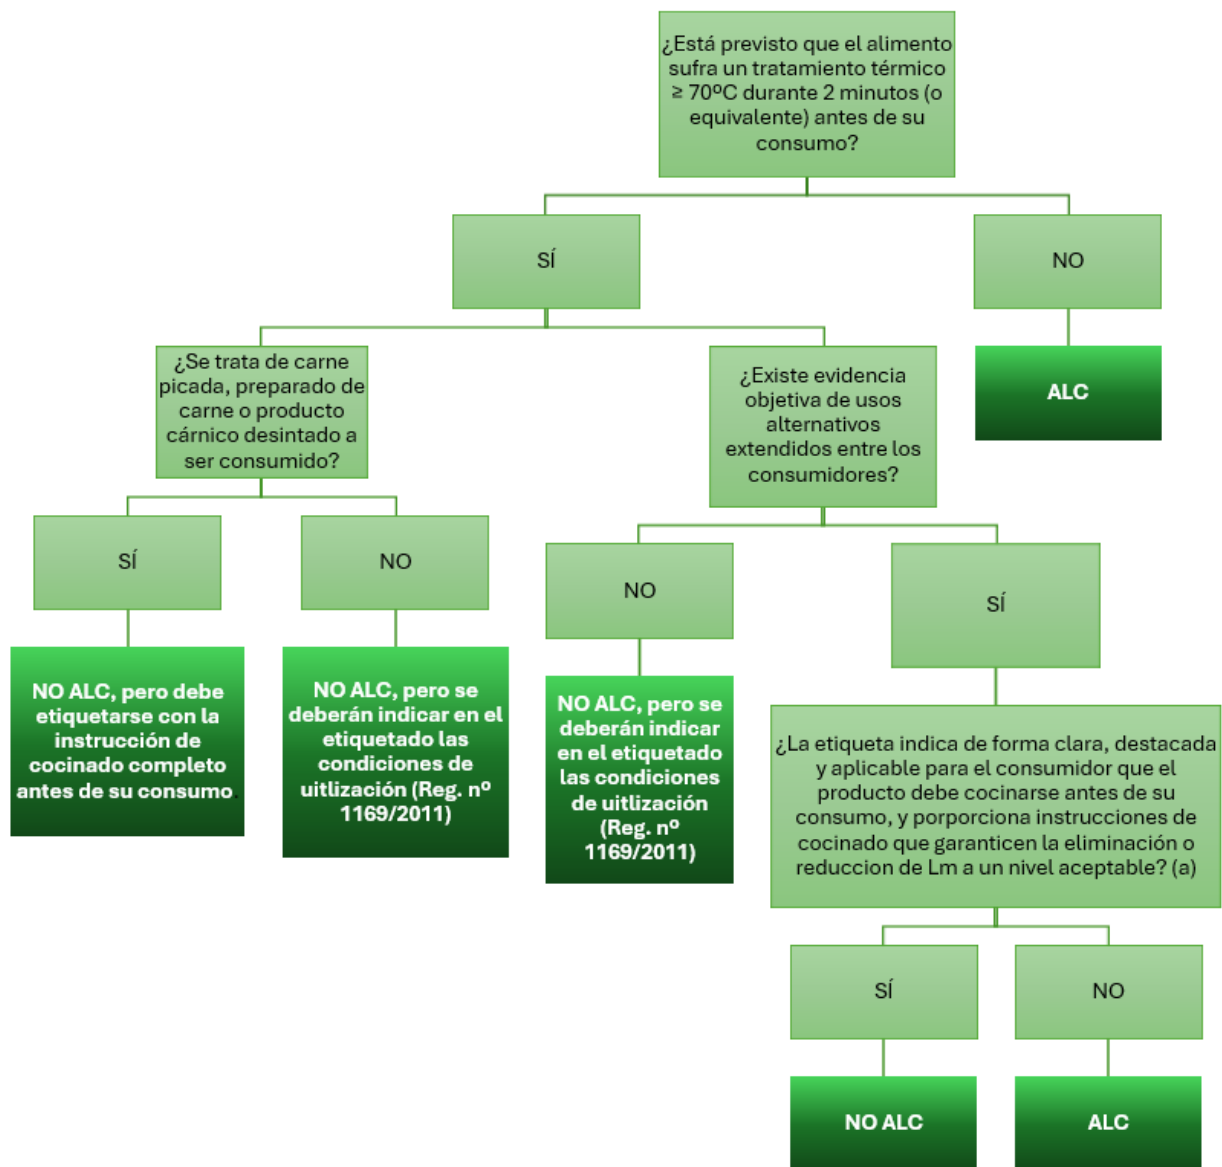 ¿Está previsto que el alimento
sufra un tratamiento térmico
≥ 70ºC durante 2 minutos (o
equivalente) antes de su
consumo?
SÍ
NO
¿Se trata de carne
picada, preparado de
carne o producto
cárnico desintado a
ser consumido?
¿Existe evidencia
objetiva de usos
alternativos
extendidos entre los
consumidores?
ALC
SÍ
NO
NO
SÍ
NO ALC, pero debe
etiquetarse con la
instrucción de
cocinado completo
antes de su consumo.
NO ALC, pero se
deberán indicar en el
etiquetado las
condiciones de
uitlización (Reg. nº
1169/2011)
NO ALC, pero se
deberán indicar
en el etiquetado
las condiciones
de uitlización
(Reg. nº
1169/2011)
¿La etiqueta indica de forma clara, destacada
y aplicable para el consumidor que el
producto debe cocinarse antes de su
consumo, y porporciona instrucciones de
cocinado que garanticen la eliminación o
reduccion de Lm a un nivel aceptable? (a)
SÍ
NO
NO ALC
ALC